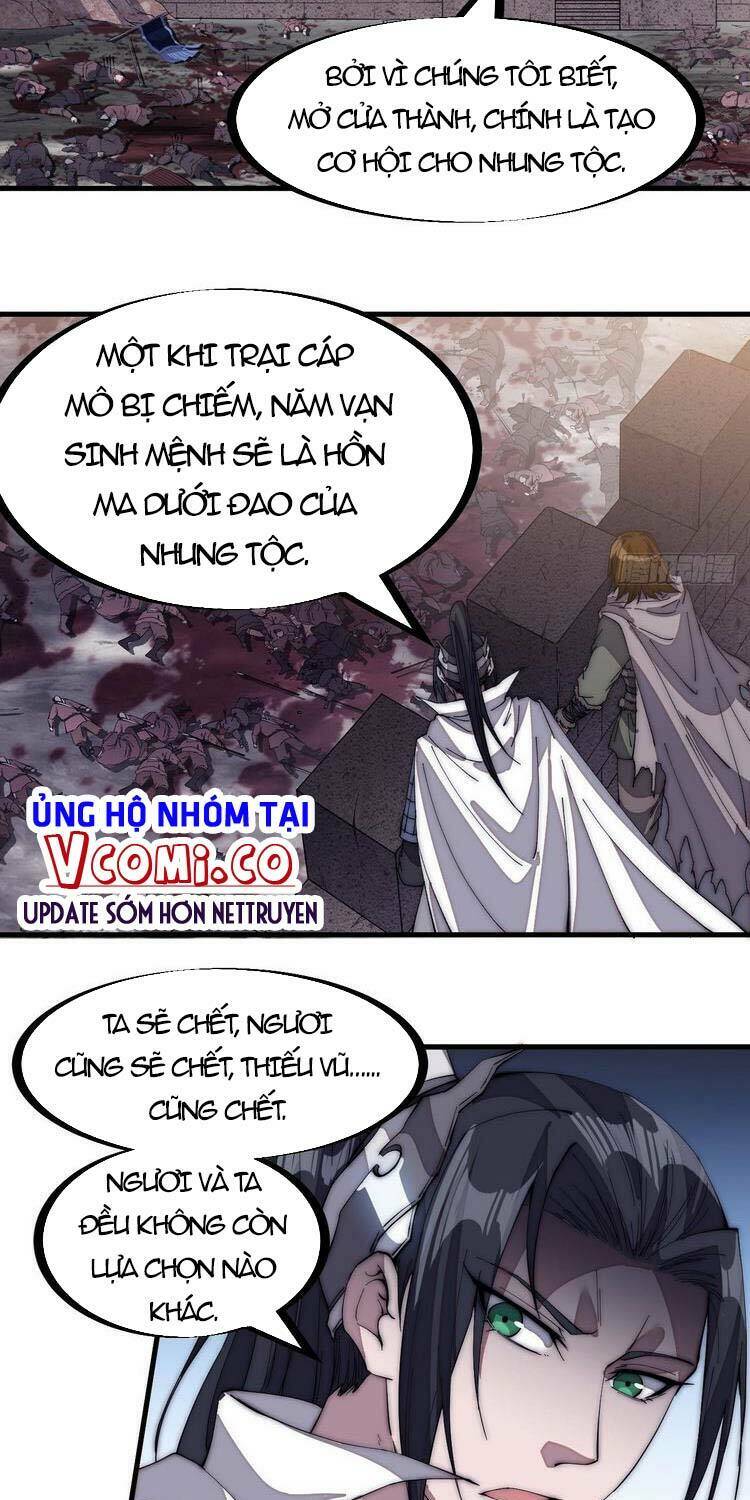 BỞI VÌ CHÚNG TÔI BIẾT,
MỞ CỬA THÀNH, CHÍNH LÀ TẠO
CƠ HỘI CHO NHUNG TỘC.
MỘT KHI TRẠI CÁP
MÔ BỊ CHIẾM, NĂM VẠN
SINH MỆNH SẼ LÀ HỒN
MA DƯỚI ĐAO CỦA
NHUNG TỘC.
ỦNG HỘ NHÓM TẠI
VCOMI.CO
UPDATE SỚM HƠN NETTRUYEN
TA SẼ CHẾT, NGƯƠI
CŨNG SẼ CHẾT, THIẾU VŨ......
CŨNG CHẾT.
NGƯƠI VÀ TA
ĐỀU KHÔNG CÒN
LỰA CHỌN NÀO
KHÁC.